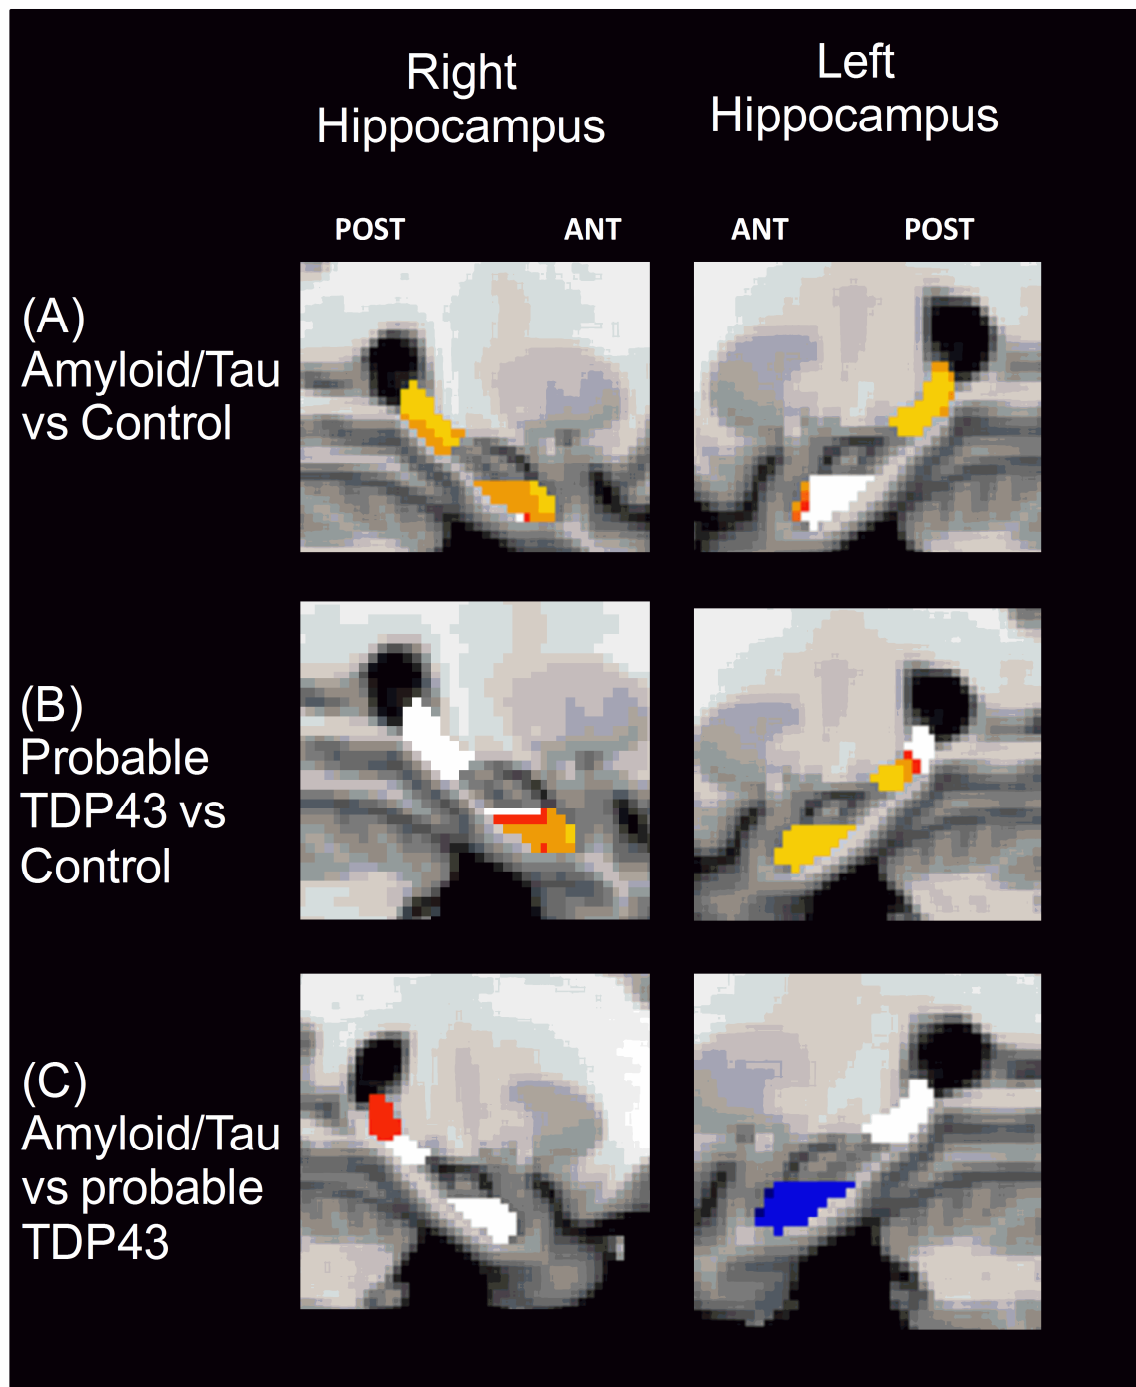 Right
Hippocampus
Left
Hippocampus
POST
ANT
ANT
POST
(A)
Amyloid/Tau
vs Control
(B)
Probable
TDP43 vs
Control
(C)
Amyloid/Tau
vs probable
TDP43